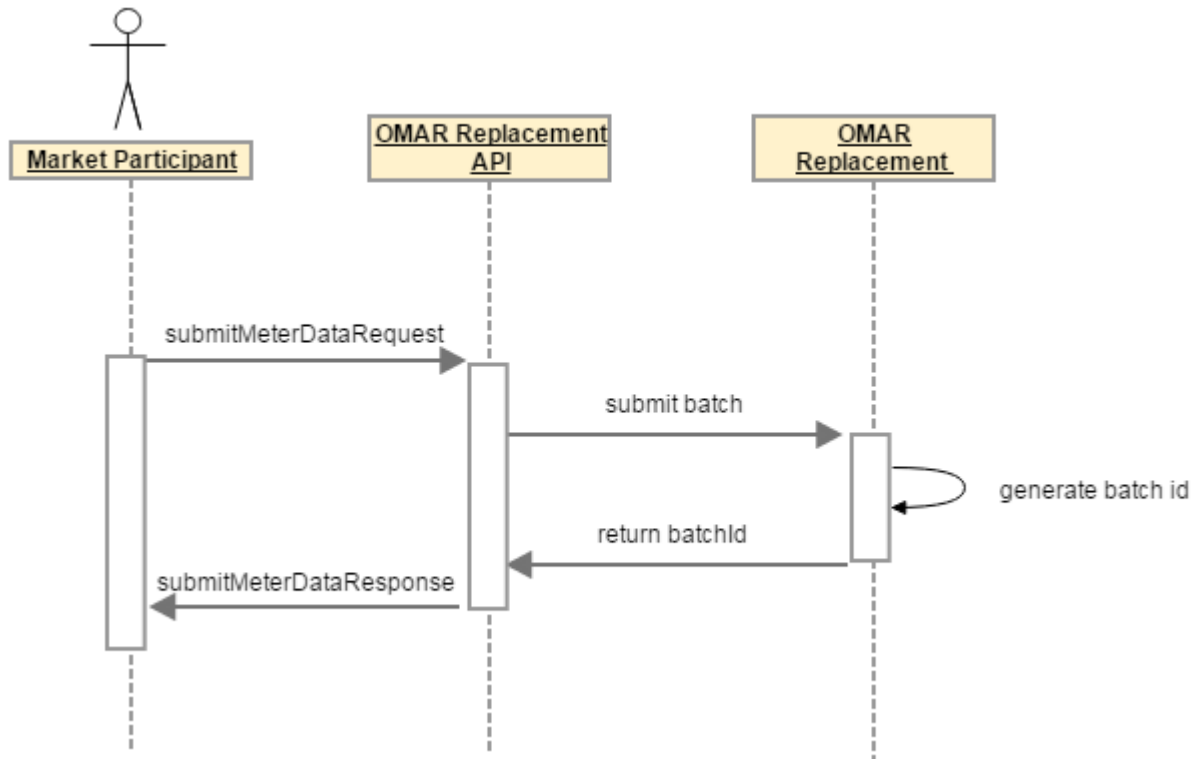 Market Participant
OMAR Replacement
API
OMAR
Replacement
submitMeterDataRequest
submit batch
generate batch id
return batchId
submitMeterDataResponse